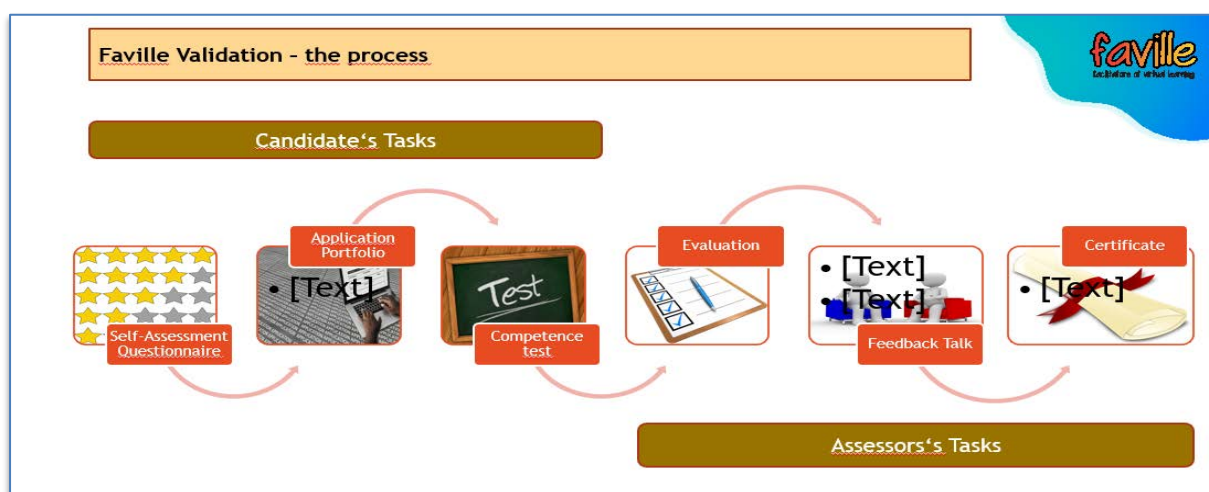 Faville Validation - the process
faville
facilitators of virtual learning
Candidate‘s Tasks
Application
Portfolio
Evaluation
Certificate
• [Text]
Test
• [Text]
• [Text]
• [Text]
Self-Assessment
Questionnaire
Competence
test
Feedback Talk
Assessors‘s Tasks